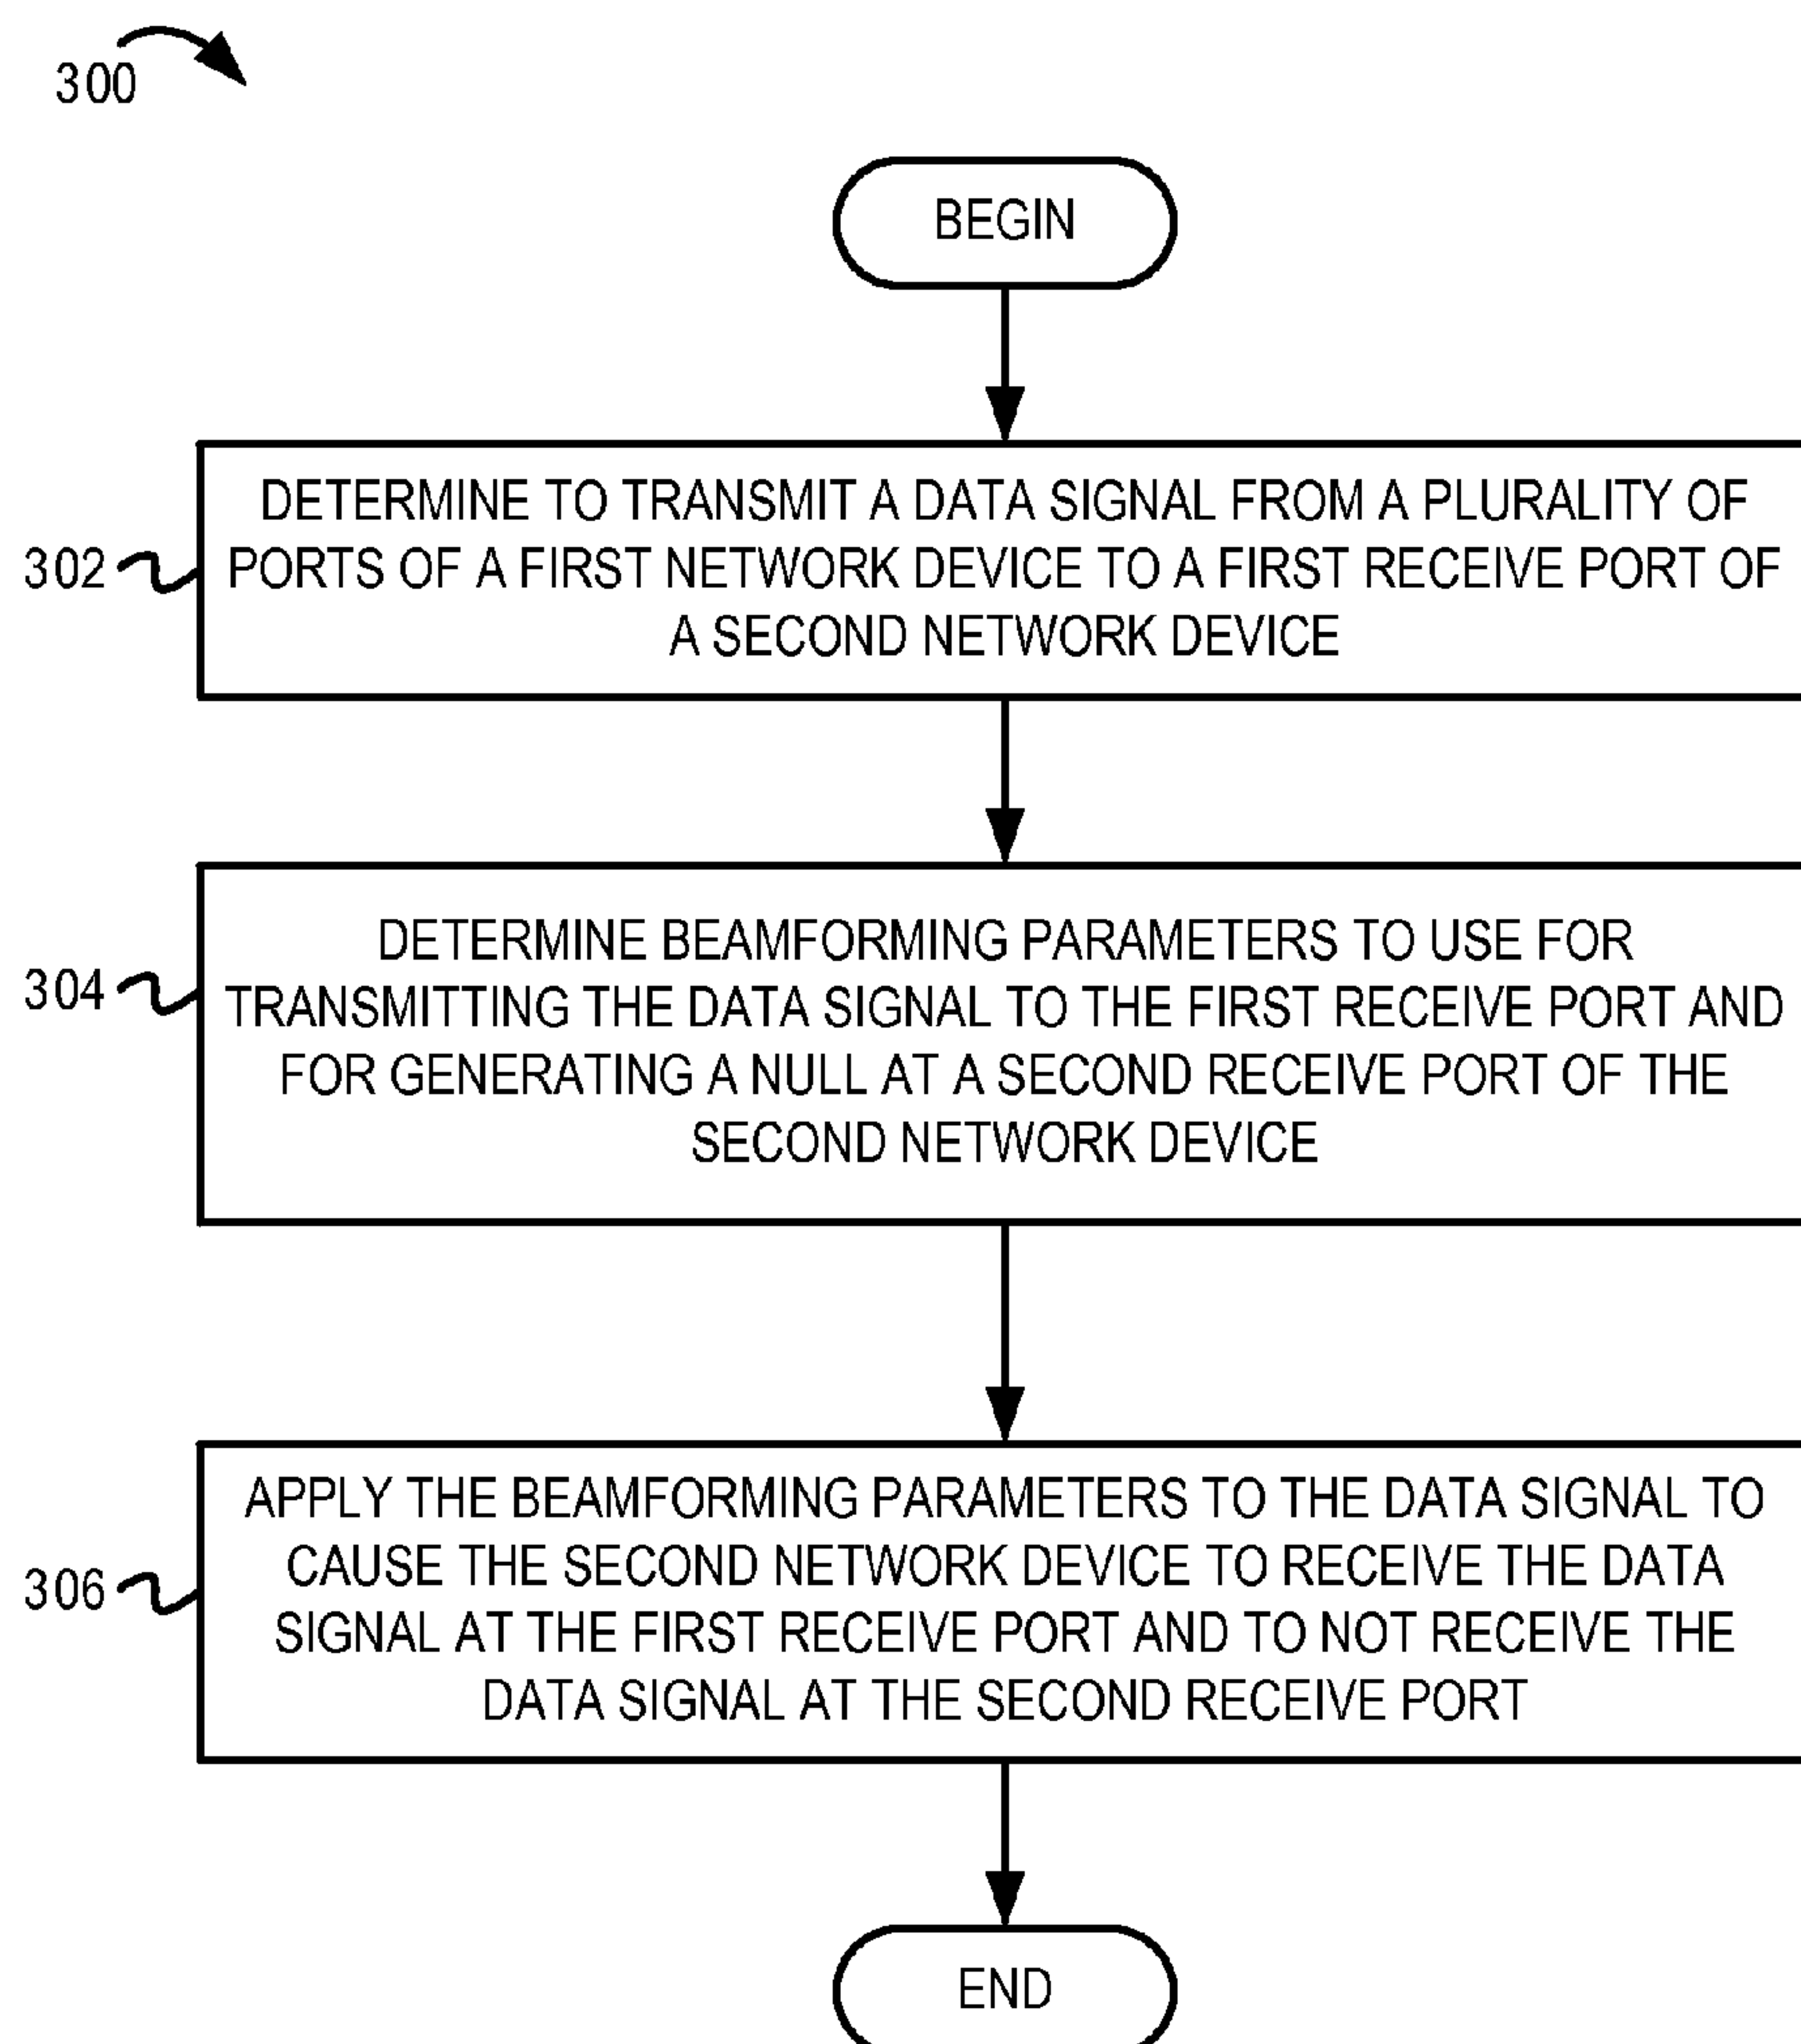 300
BEGIN
302
DETERMINE TO TRANSMIT A DATA SIGNAL FROM A PLURALITY OF
PORTS OF A FIRST NETWORK DEVICE TO A FIRST RECEIVE PORT OF
A SECOND NETWORK DEVICE
304
DETERMINE BEAMFORMING PARAMETERS TO USE FOR
TRANSMITTING THE DATA SIGNAL TO THE FIRST RECEIVE PORT AND
FOR GENERATING A NULL AT A SECOND RECEIVE PORT OF THE
SECOND NETWORK DEVICE
306
APPLY THE BEAMFORMING PARAMETERS TO THE DATA SIGNAL TO
CAUSE THE SECOND NETWORK DEVICE TO RECEIVE THE DATA
SIGNAL AT THE FIRST RECEIVE PORT AND TO NOT RECEIVE THE
DATA SIGNAL AT THE SECOND RECEIVE PORT
END